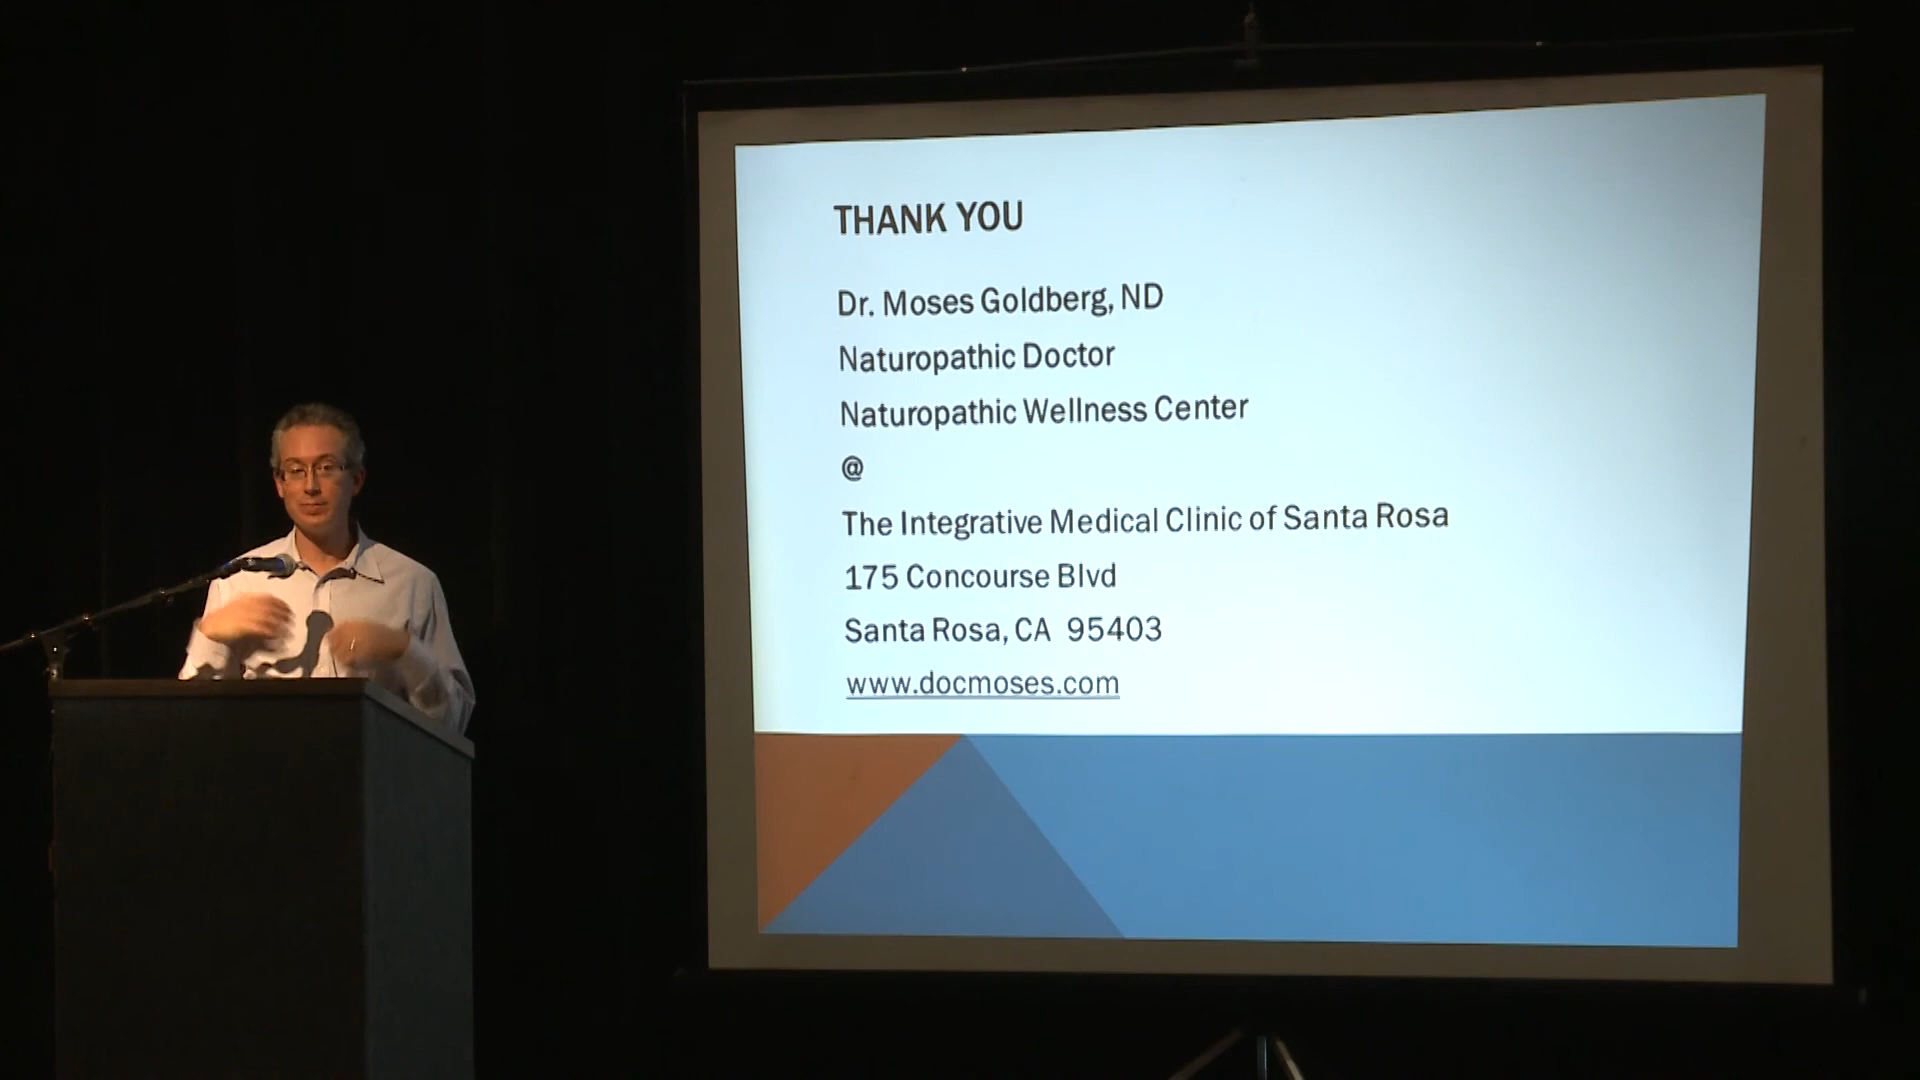 THANK YOU
Dr. Moses Goldberg, ND
Naturopathic Doctor
Naturopathic Wellness Center
@
The Integrative Medical Clinic of Santa Rosa
175 Concourse Blvd
Santa Rosa, CA  95403
www.docmoses.com